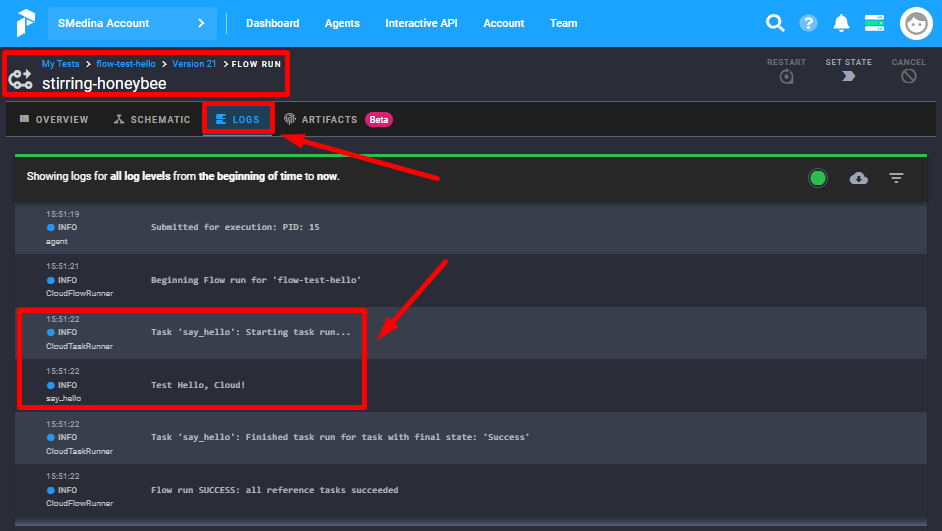 SMedina Account
Dashboard
Agents
Interactive API
Account
Team
?
My Tests > flow-test-hello > Version 21 > FLOW RUN
stirring-honeybee
RESTART
SET STATE
CANCEL
OVERVIEW
SCHEMATIC
LOGS
ARTIFACTS
Beta
Showing logs for all log levels from the beginning of time to now.
15:51:19
INFO
agent
Submitted for execution: PID: 15
15:51:21
INFO
CloudFlowRunner
Beginning Flow run for 'flow-test-hello'
15:51:22
INFO
CloudTaskRunner
Task 'say_hello': Starting task run...
15:51:22
INFO
say_hello
Test Hello, Cloud!
15:51:22
INFO
CloudTaskRunner
Task 'say_hello': Finished task run for task with final state: 'Success'
15:51:22
INFO
CloudFlowRunner
Flow run SUCCESS: all reference tasks succeeded